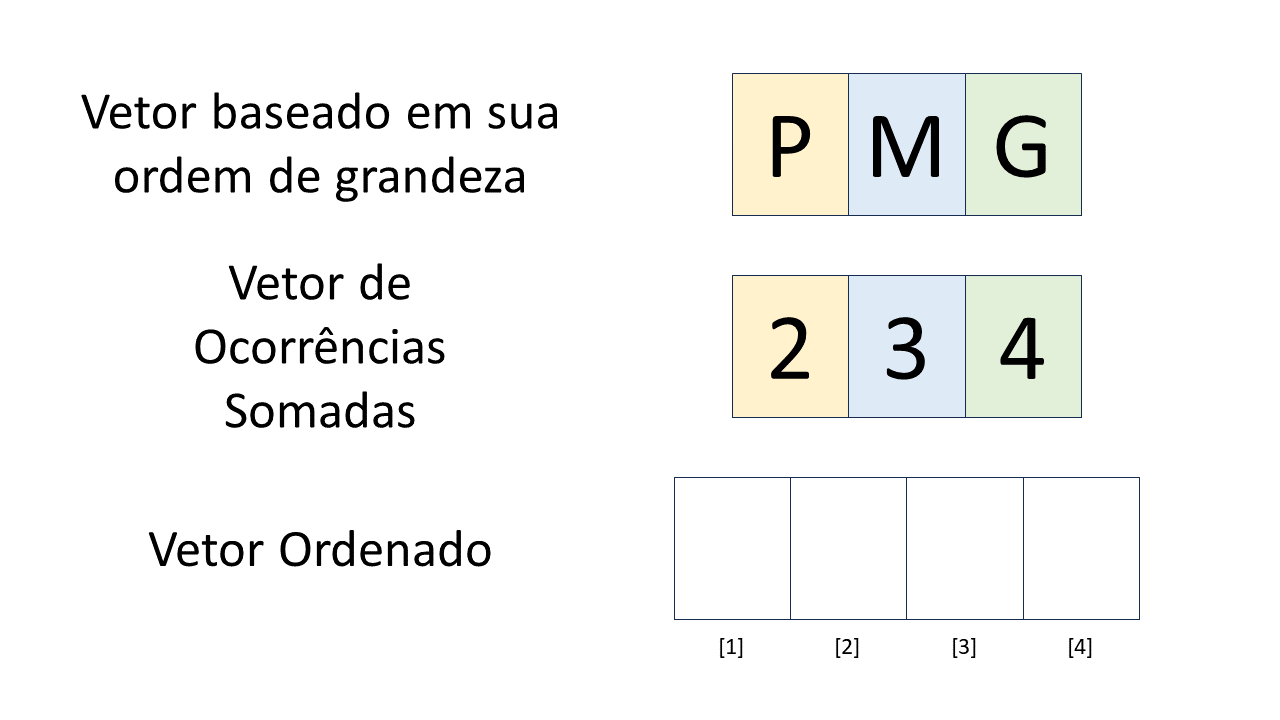 Vetor baseado em sua
ordem de grandeza
P M G
Vetor de
Ocorrências
Somadas
2 3 4
Vetor Ordenado
[1] [2] [3] [4]